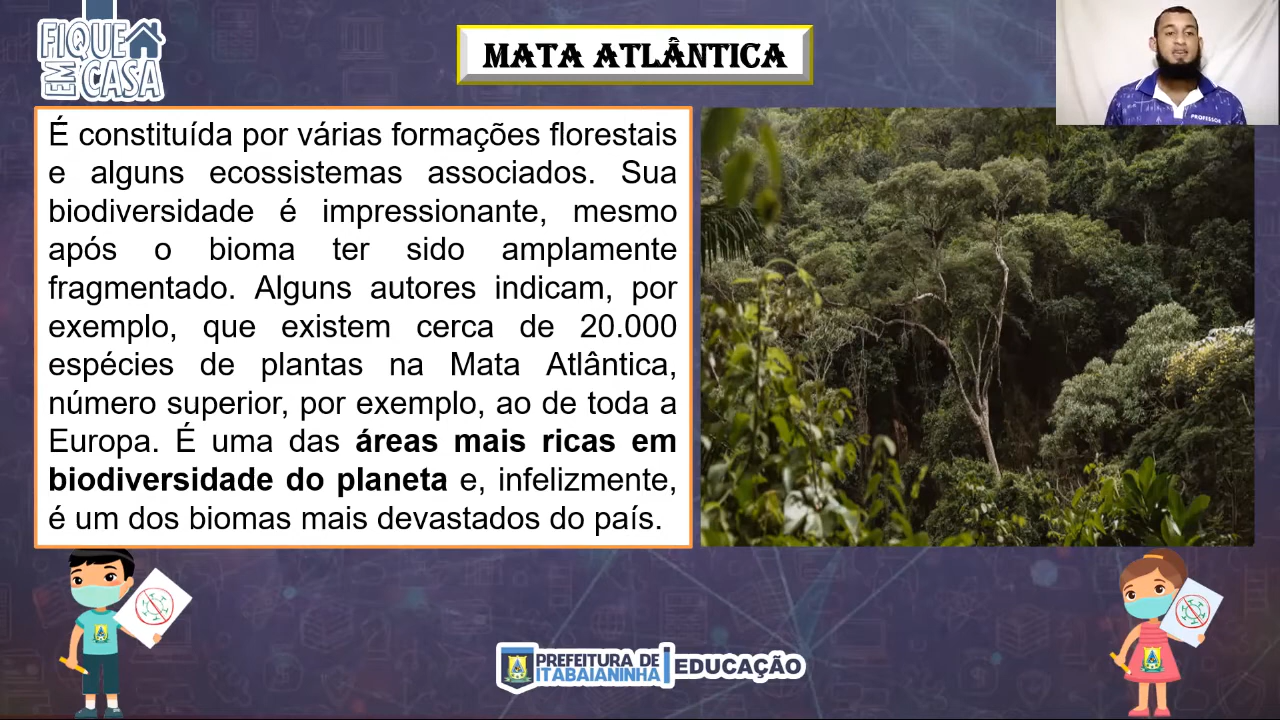 FIQUE
EM CASA
MATA ATLÂNTICA
PROFESSOR
É constituída por várias formações florestais
e alguns ecossistemas associados. Sua
biodiversidade é impressionante, mesmo
após o bioma ter sido amplamente
fragmentado. Alguns autores indicam, por
exemplo, que existem cerca de 20.000
espécies de plantas na Mata Atlântica,
número superior, por exemplo, ao de toda a
Europa. É uma das áreas mais ricas em
biodiversidade do planeta e, infelizmente,
é um dos biomas mais devastados do país.
PREFEITURA DE
ITABAIANINHA
EDUCAÇÃO